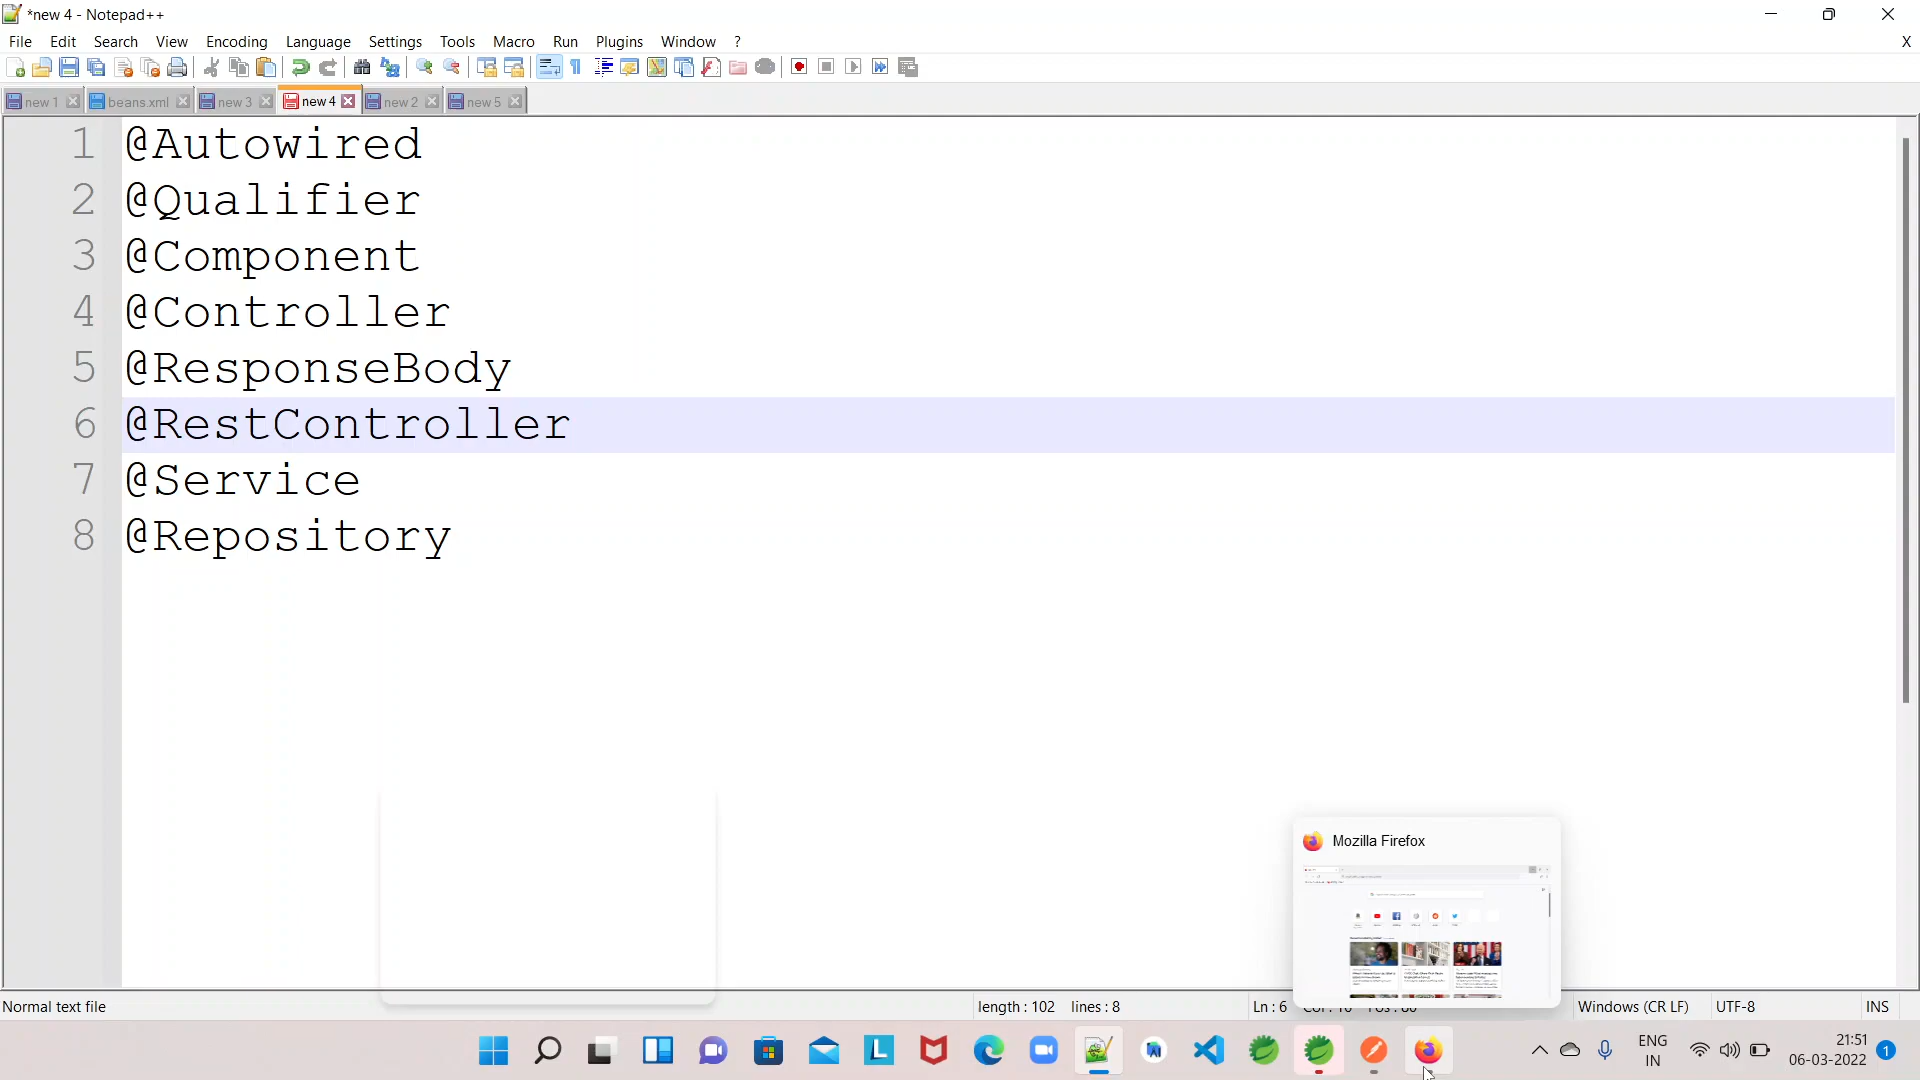 *new 4 - Notepad++
File Edit Search View Encoding Language Settings Tools Macro Run Plugins Window ? X
new 1 beans.xml new 3 new 4 new 2 new 5
1 @Autowired
2 @Qualifier
3 @Component
4 @Controller
5 @ResponseBody
6 @RestController
7 @Service
8 @Repository
Mozilla Firefox
Normal text file length : 102 lines : 8 Ln : 6 Windows (CR LF) UTF-8 INS
ENG
IN
21:51
06-03-2022
1